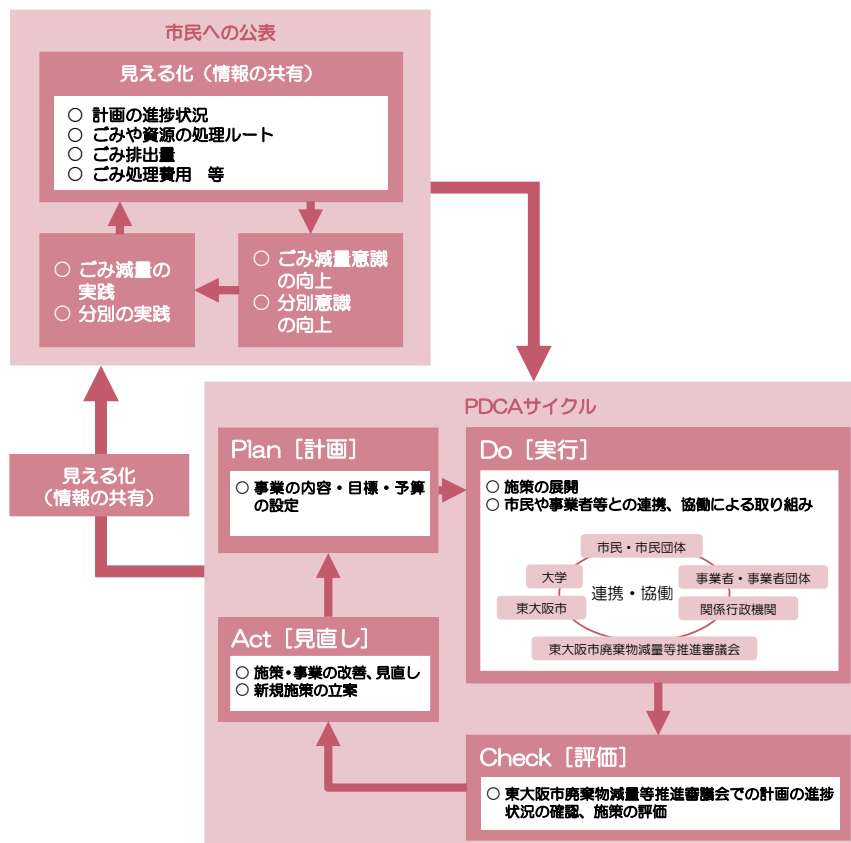 市民への公表
見える化（情報の共有）
○ 計画の進捗状況
○ ごみや資源の処理ルート
○ ごみ排出量
○ ごみ処理費用　等
○ ごみ減量の
実践
○ 分別の実践
○ ごみ減量意識
の向上
○ 分別意識
の向上
見える化
（情報の共有）
PDCAサイクル
Plan［計画］
○ 事業の内容・目標・予算
の設定
Do［実行］
○ 施策の展開
○ 市民や事業者等との連携、協働による取り組み
市民・市民団体
大学
事業者・事業者団体
連携・協働
東大阪市
関係行政機関
東大阪市廃棄物減量等推進審議会
Act［見直し］
○ 施策・事業の改善、見直し
○ 新規施策の立案
Check［評価］
○ 東大阪市廃棄物減量等推進審議会での計画の進捗
状況の確認、施策の評価